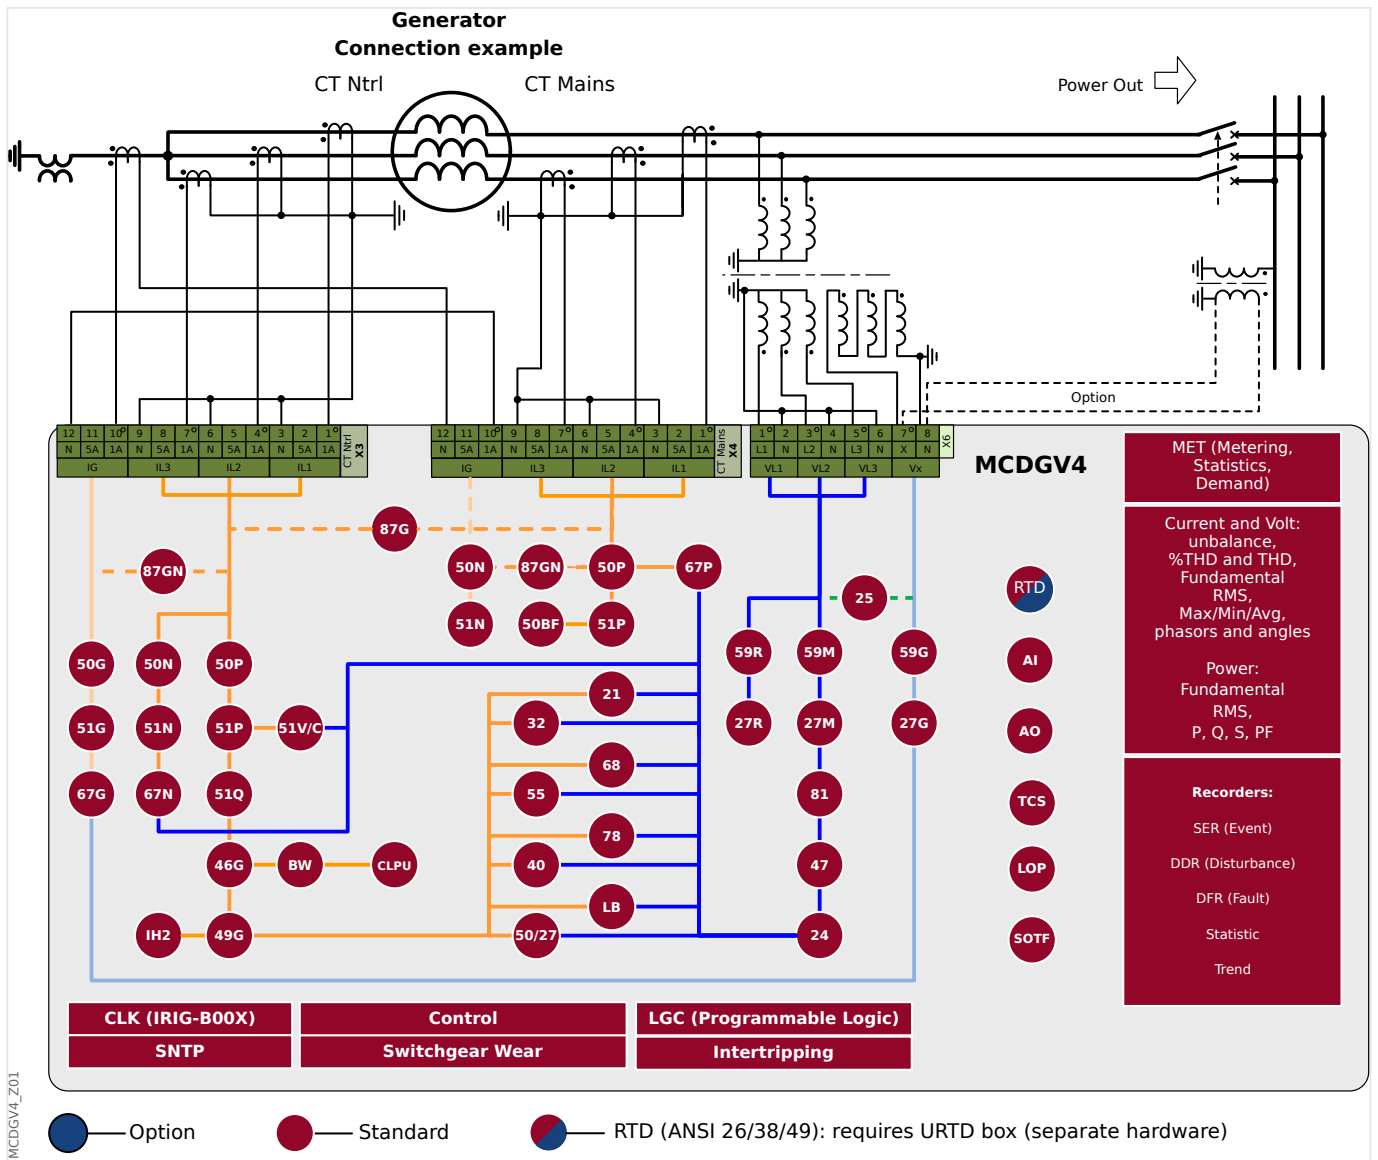 Generator
Connection example
CT Ntrl
CT Mains
Power Out
Option
12 11 10° 9 8 7° 6 5 4° 3 2 1°
N 5A 1A N 5A 1A N 5A 1A N 5A 1A
IG IL3 IL2 IL1
CT Ntrl
X3
12 11 10° 9 8 7° 6 5 4° 3 2 1°
N 5A 1A N 5A 1A N 5A 1A N 5A 1A
IG IL3 IL2 IL1
CT Mains
X4
1° 2 3° 4 5° 6 7° 8
L1 N L2 N L3 N X N
VL1 VL2 VL3 Vx
X6
MCDGV4
87G
87GN
50N 87GN 50P 67P
51N 50BF 51P
25
50G 50N 50P
59R 59M 59G
21
51G 51N 51P 51V/C
32
27R 27M 27G
68
67G 67N 51Q
55
81
78
46G BW CLPU
40
47
LB
IH2 49G
50/27
24
RTD
AI
AO
TCS
LOP
SOTF
MET (Metering,
Statistics,
Demand)
Current and Volt:
unbalance,
%THD and THD,
Fundamental
RMS,
Max/Min/Avg,
phasors and angles
Power:
Fundamental
RMS,
P, Q, S, PF
Recorders:
SER (Event)
DDR (Disturbance)
DFR (Fault)
Statistic
Trend
CLK (IRIG-B00X)
Control
LGC (Programmable Logic)
SNTP
Switchgear Wear
Intertripping
MCDGV4_Z01
Option
Standard
RTD (ANSI 26/38/49): requires URTD box (separate hardware)